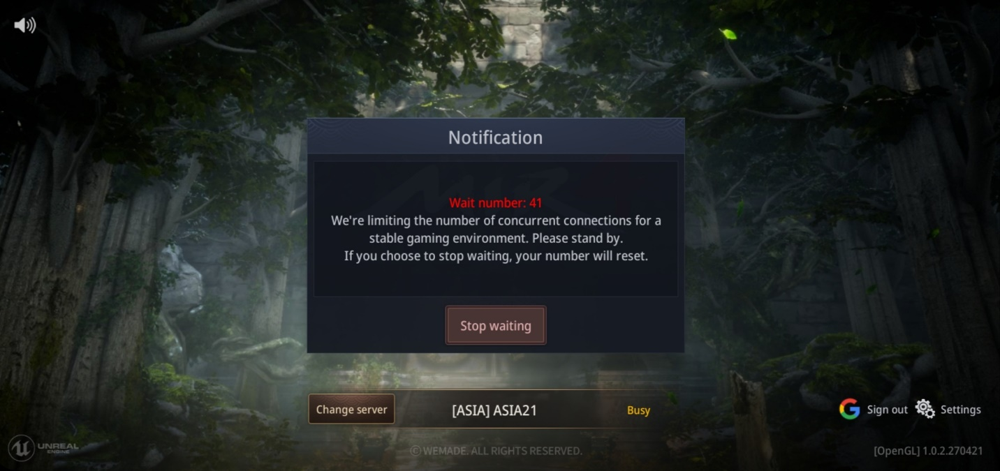 Notification
MIR
Wait number: 41
We're limiting the number of concurrent connections for a
stable gaming environment. Please stand by.
If you choose to stop waiting, your number will reset.
Stop waiting
Change server
[ASIA] ASIA21
Busy
Sign out
Settings
UNREAL
ENGINE
©WEMADE. ALL RIGHTS RESERVED.
[OpenGL] 1.0.2.270421